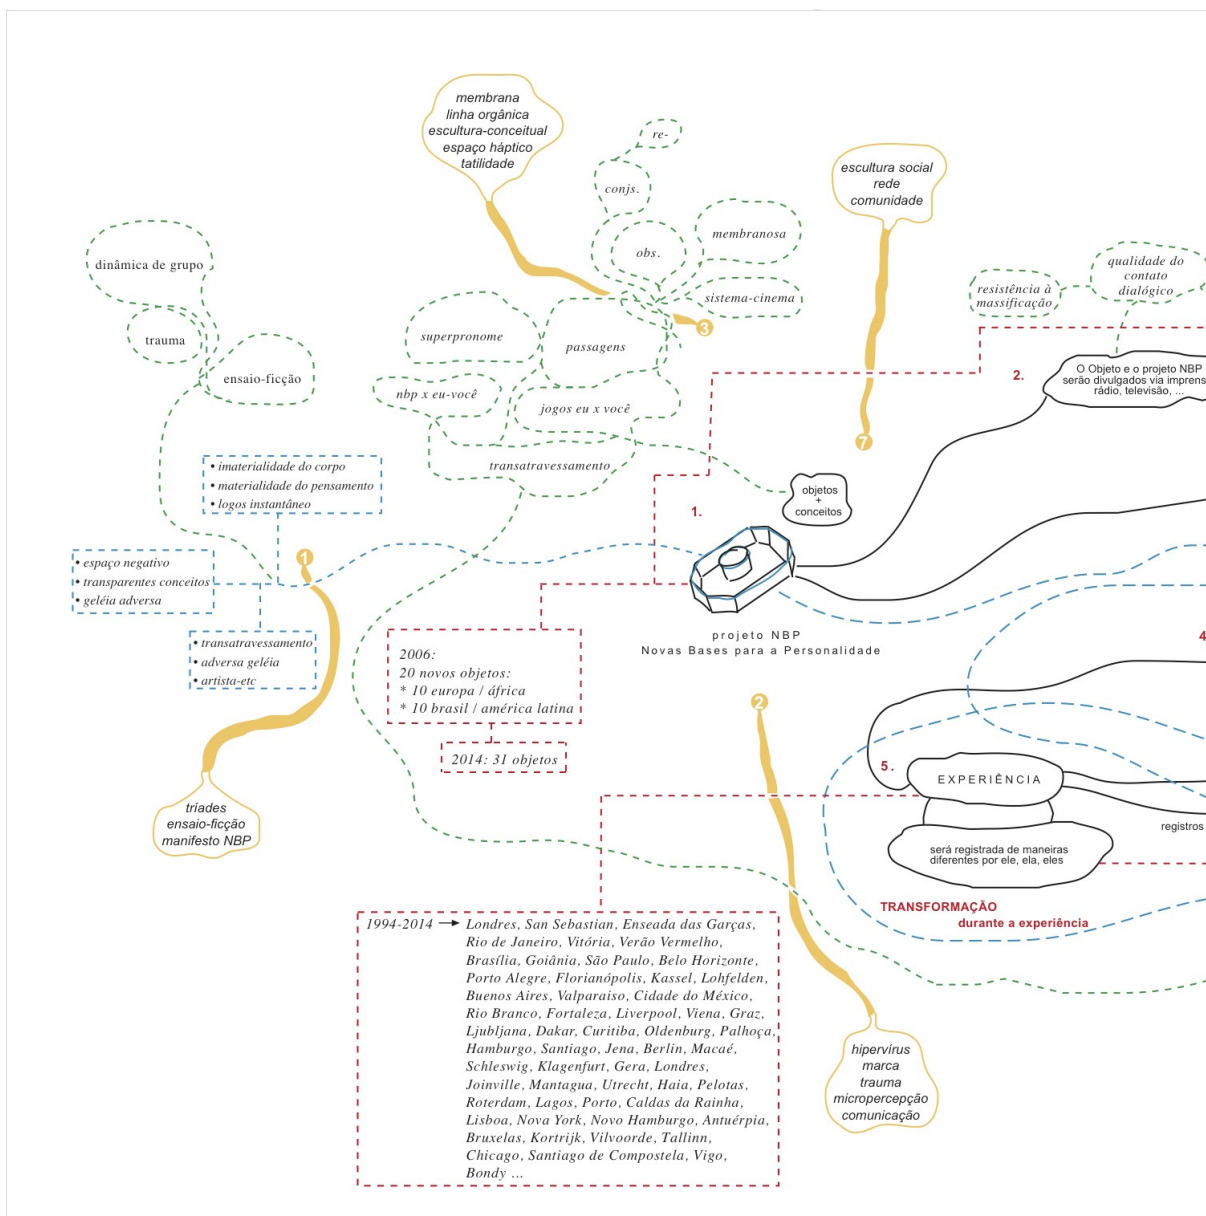 membrana
linha orgânica
escultura-conceitual
espaço háptico
tatilidade
re-
conjs.
obs.
membranosa
sistema-cinema
3
escultura social
rede
comunidade
7
qualidade do
contato
dialógico
resistência à
massificação
dinâmica de grupo
trauma
ensaio-ficção
superpronome
passagens
nbp x eu-você
jogos eu x você
transatravessamento
2.
O Objeto e o projeto NBP
serão divulgados via imprens
rádio, televisão, ...
• imaterialidade do corpo
• materialidade do pensamento
• logos instantâneo
objetos
+
conceitos
1.
1
• espaço negativo
• transparentes conceitos
• geléia adversa
• transatravessamento
• adversa geléia
• artista-etc
projeto NBP
Novas Bases para a Personalidade
4
2006:
20 novos objetos:
* 10 europa / áfrica
* 10 brasil / américa latina
2014: 31 objetos
2
5.
EXPERIÊNCIA
registros
será registrada de maneiras
diferentes por ele, ela, eles
TRANSFORMAÇÃO
durante a experiência
tríades
ensaio-ficção
manifesto NBP
1994-2014 → Londres, San Sebastian, Enseada das Garças,
Rio de Janeiro, Vitória, Verão Vermelho,
Brasília, Goiânia, São Paulo, Belo Horizonte,
Porto Alegre, Florianópolis, Kassel, Lohfelden,
Buenos Aires, Valparaiso, Cidade do México,
Rio Branco, Fortaleza, Liverpool, Viena, Graz,
Ljubljana, Dakar, Curitiba, Oldenburg, Palhoça,
Hamburgo, Santiago, Jena, Berlin, Macaé,
Schleswig, Klagenfurt, Gera, Londres,
Joinville, Mantagua, Utrecht, Haia, Pelotas,
Roterdam, Lagos, Porto, Caldas da Rainha,
Lisboa, Nova York, Novo Hamburgo, Antuérpia,
Bruxelas, Kortrijk, Vilvoorde, Tallinn,
Chicago, Santiago de Compostela, Vigo,
Bondy ...
hipervírus
marca
trauma
micropercepção
comunicação